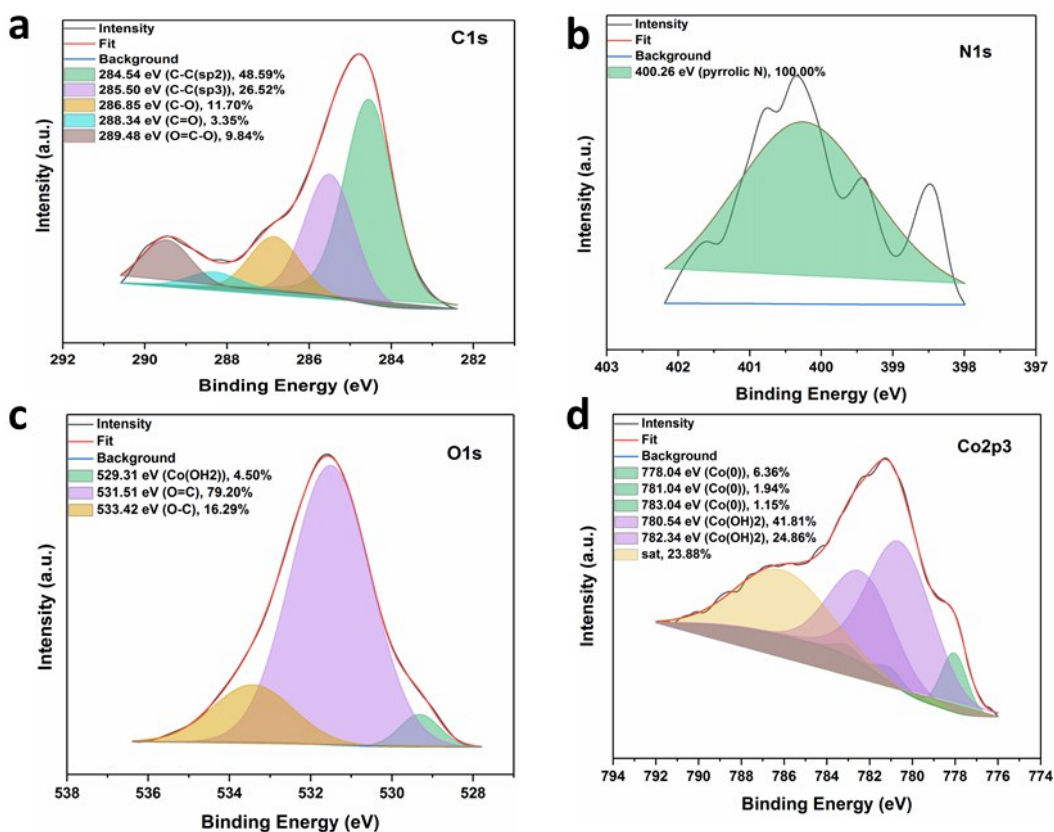 a
Intensity
Fit
Background
284.54 eV (C-C(sp2)), 48.59%
285.50 eV (C-C(sp3)), 26.52%
286.85 eV (C-O), 11.70%
288.34 eV (C=O), 3.35%
289.48 eV (O=C-O), 9.84%
C1s
Intensity (a.u.)
292 290 288 286 284 282
Binding Energy (eV)
b
Intensity
Fit
Background
400.26 eV (pyrrolic N), 100.00%
N1s
Intensity (a.u.)
403 402 401 400 399 398 397
Binding Energy (eV)
c
Intensity
Fit
Background
529.31 eV (Co(OH2)), 4.50%
531.51 eV (O=C), 79.20%
533.42 eV (O-C), 16.29%
O1s
Intensity (a.u.)
538 536 534 532 530 528
Binding Energy (eV)
d
Intensity
Fit
Background
778.04 eV (Co(0)), 6.36%
781.04 eV (Co(0)), 1.94%
783.04 eV (Co(0)), 1.15%
780.54 eV (Co(OH)2), 41.81%
782.34 eV (Co(OH)2), 24.86%
sat, 23.88%
Co2p3
Intensity (a.u.)
794 792 790 788 786 784 782 780 778 776 774
Binding Energy (eV)